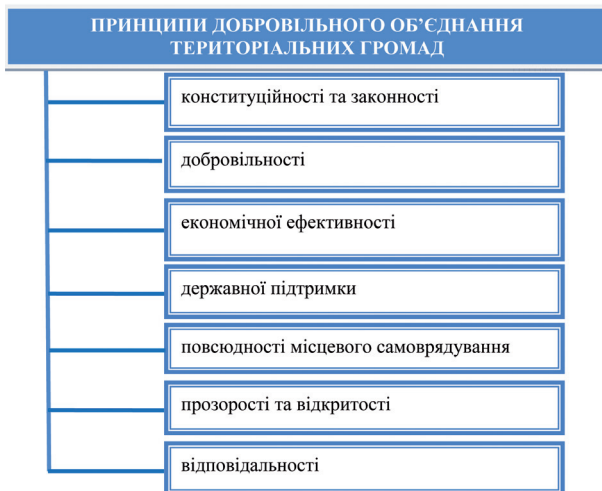 ПРИНЦИПИ ДОБРОВІЛЬНОГО ОБ’ЄДНАННЯ
ТЕРИТОРІАЛЬНИХ ГРОМАД
конституційності та законності
добровільності
економічної ефективності
державної підтримки
повсюдності місцевого самоврядування
прозорості та відкритості
відповідальності